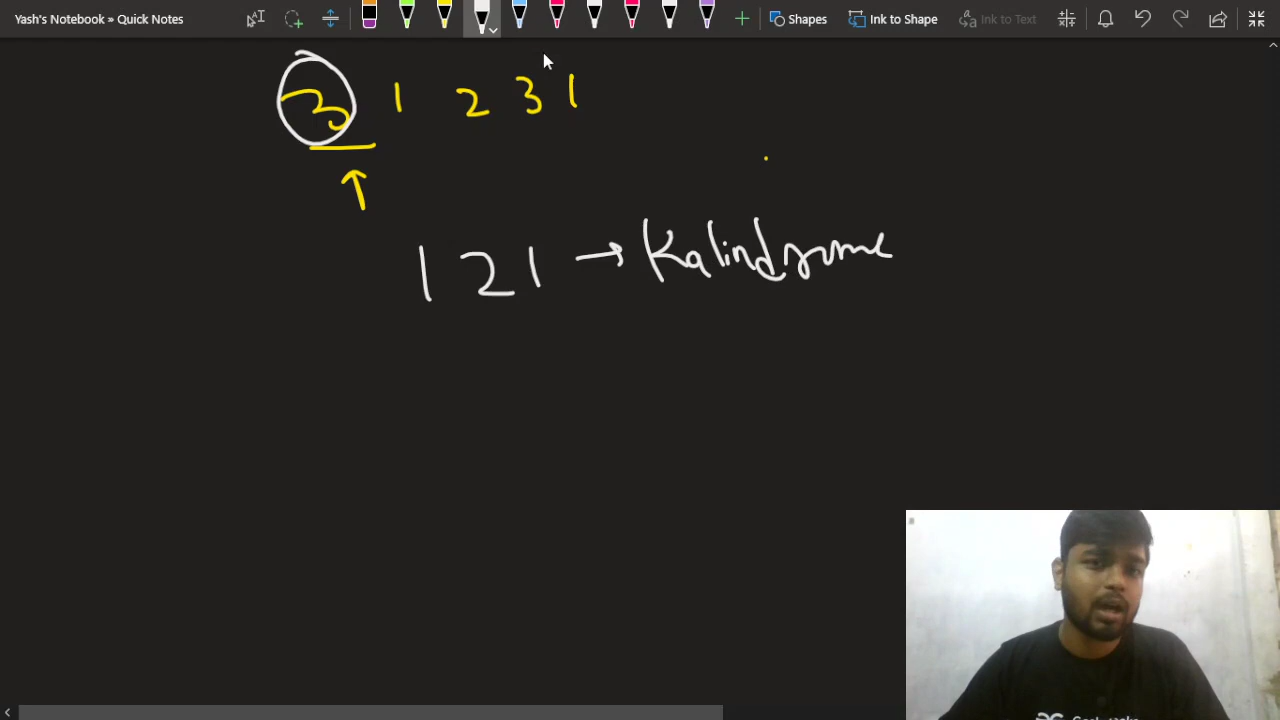 Yash's Notebook » Quick Notes
Shapes
Ink to Shape
Ink to Text
3 1 2 3 1
1 2 1 → Kalindrome